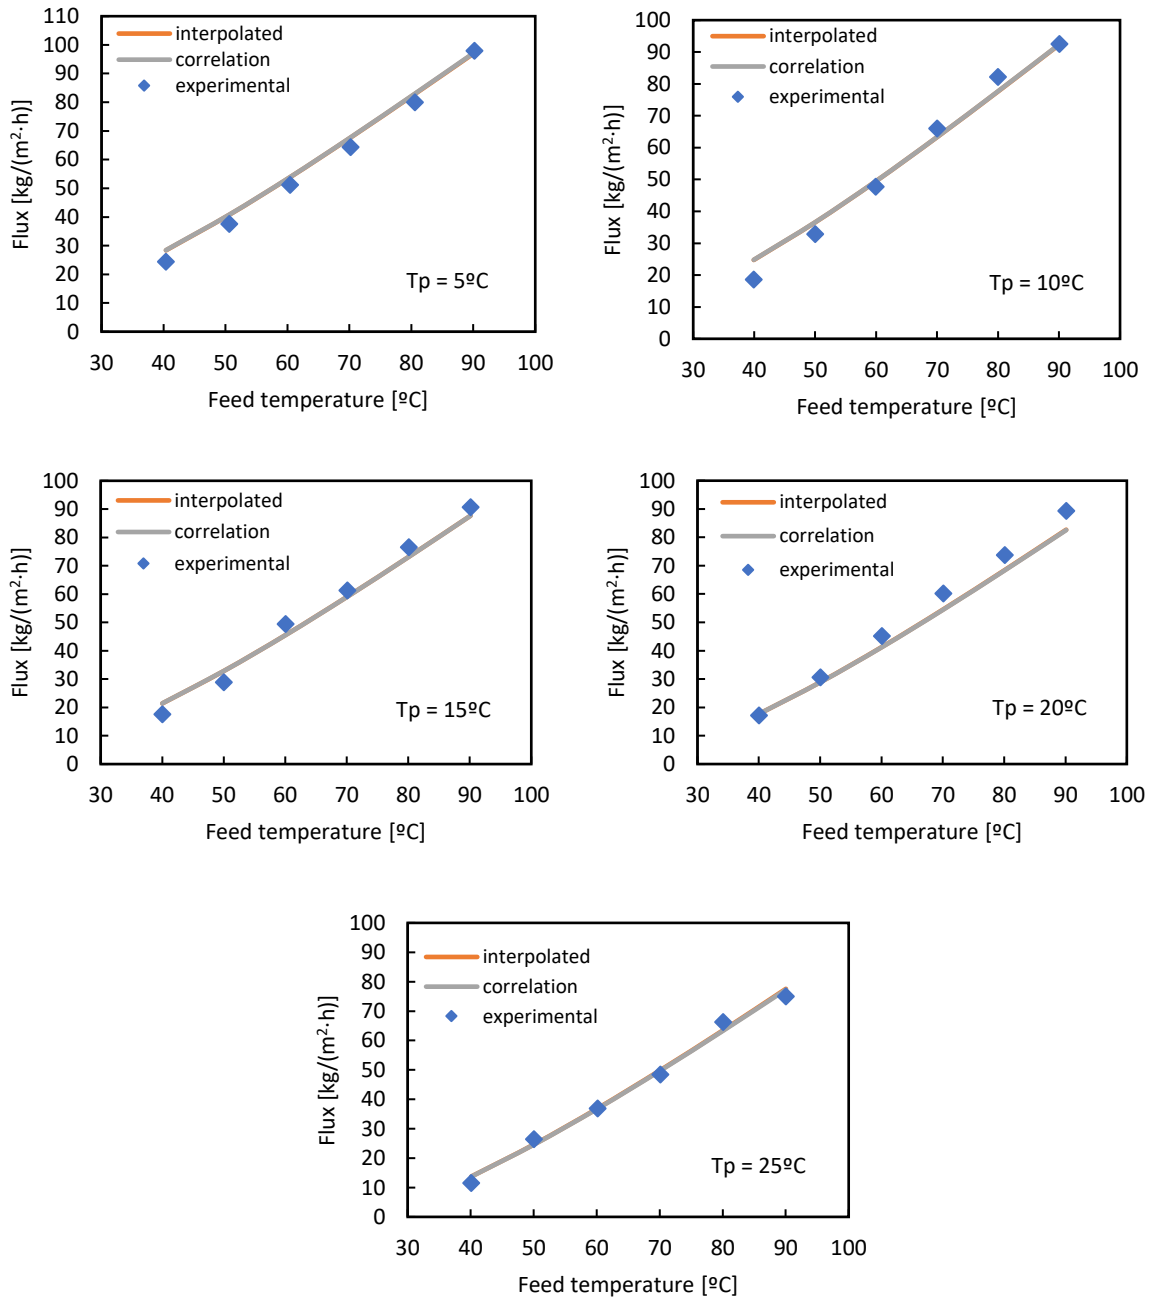 110
100
90
80
70
60
50
40
30
20
10
0
Flux [kg/(m²·h)]
interpolated
correlation
experimental
Tp = 5ºC
30 40 50 60 70 80 90 100
Feed temperature [ºC]
100
90
80
70
60
50
40
30
20
10
0
Flux [kg/(m²·h)]
interpolated
correlation
experimental
Tp = 10ºC
30 40 50 60 70 80 90 100
Feed temperature [ºC]
100
90
80
70
60
50
40
30
20
10
0
Flux [kg/(m²·h)]
interpolated
correlation
experimental
Tp = 15ºC
30 40 50 60 70 80 90 100
Feed temperature [ºC]
100
90
80
70
60
50
40
30
20
10
0
Flux [kg/(m²·h)]
interpolated
correlation
experimental
Tp = 20ºC
30 40 50 60 70 80 90 100
Feed temperature [ºC]
100
90
80
70
60
50
40
30
20
10
0
Flux [kg/(m²·h)]
interpolated
correlation
experimental
Tp = 25ºC
30 40 50 60 70 80 90 100
Feed temperature [ºC]